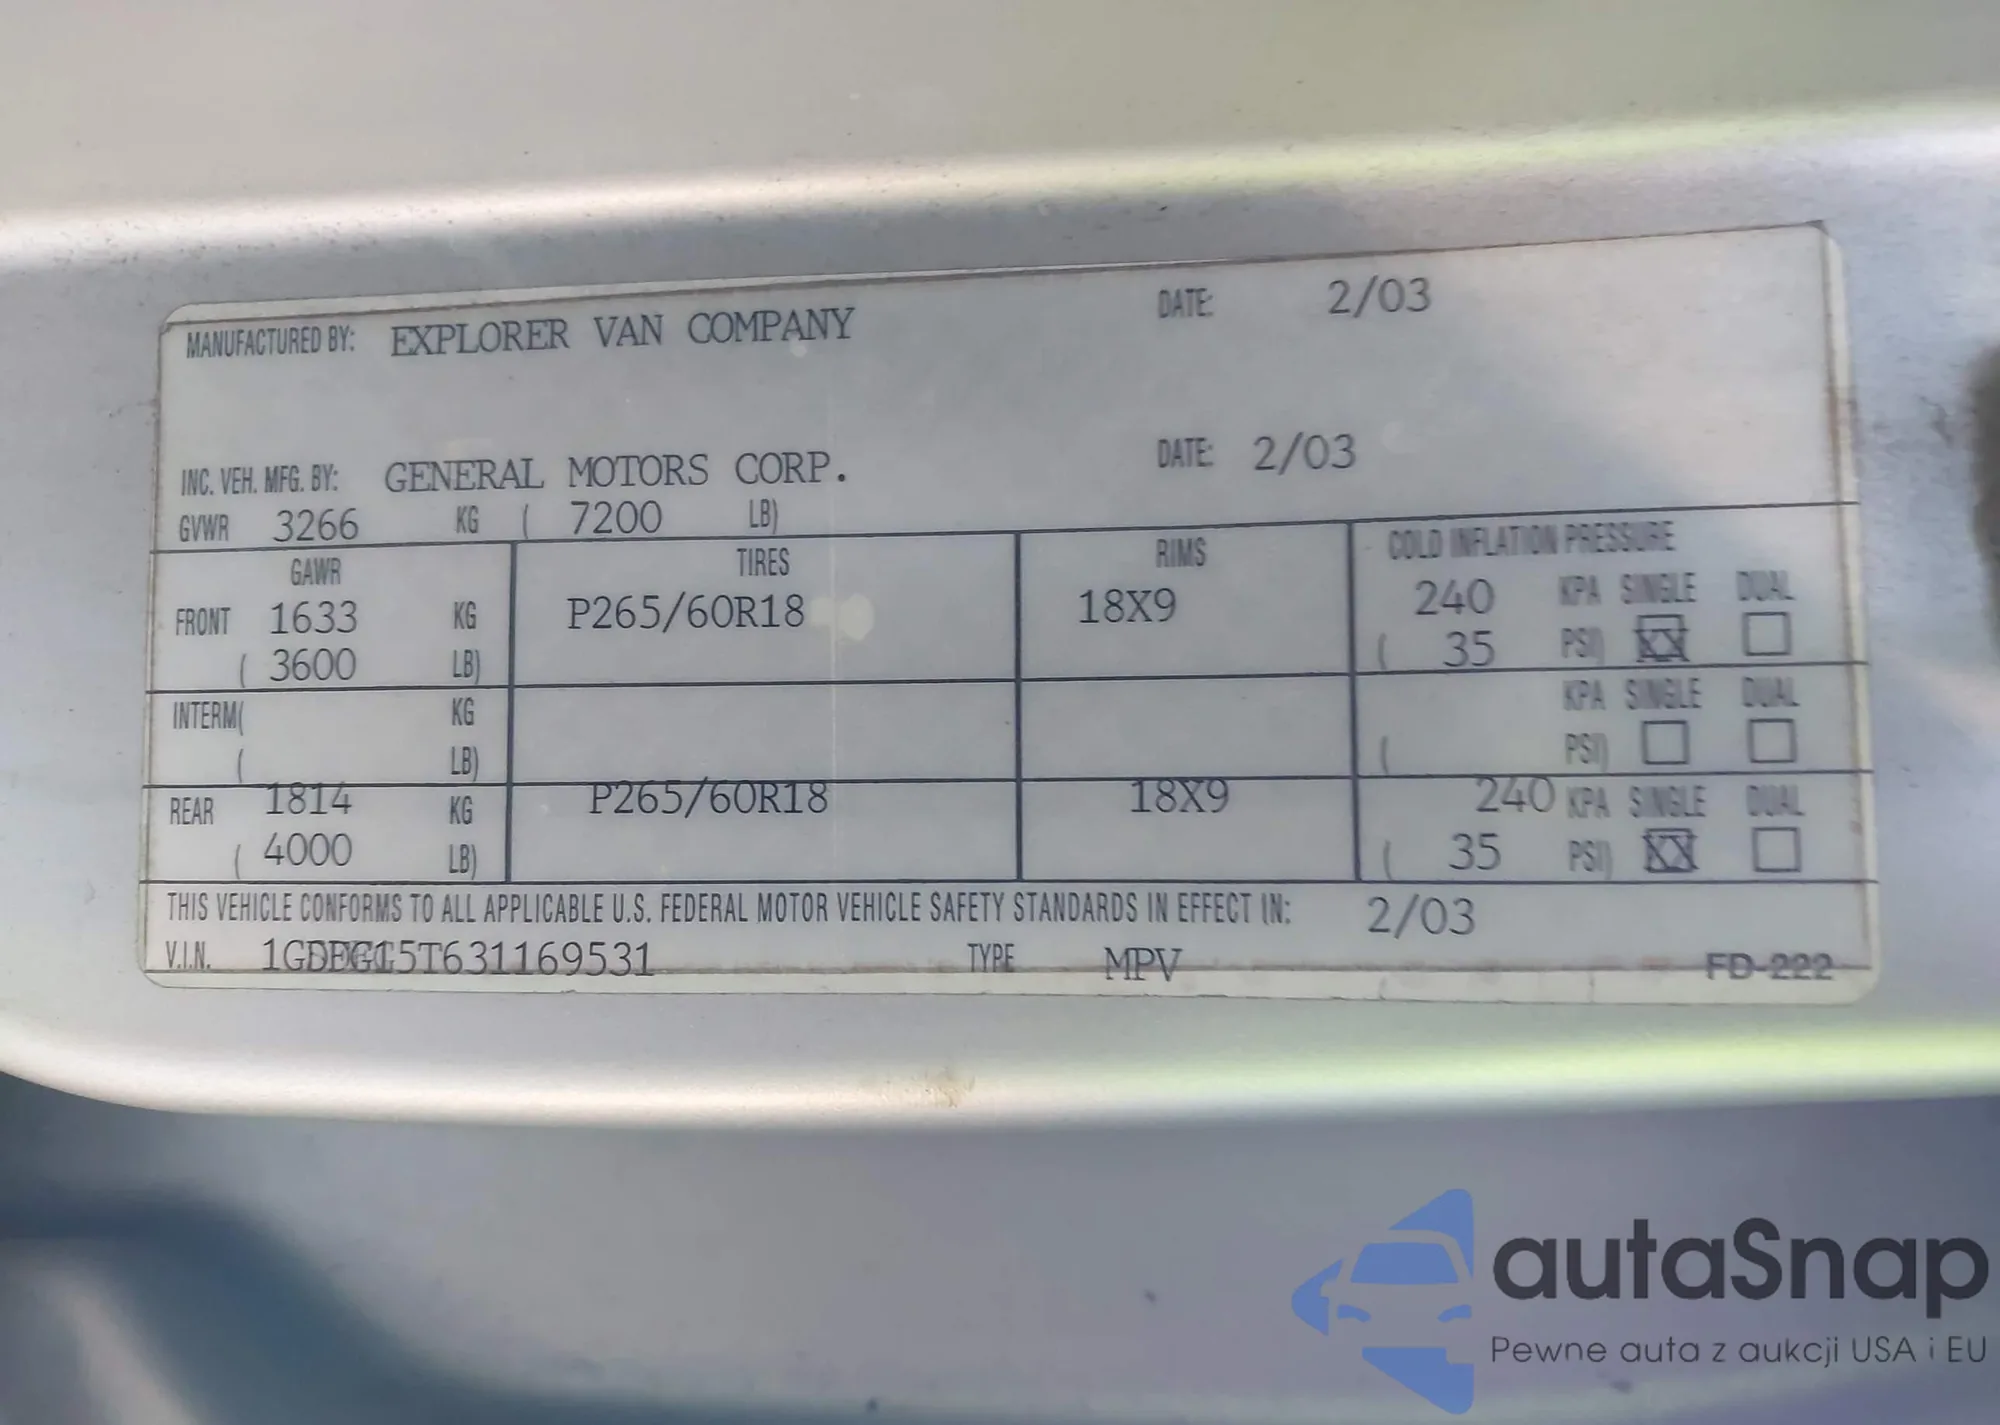 MANUFACTURED BY: EXPLORER VAN COMPANY DATE: 2/03
INC. VEH. MFG. BY: GENERAL MOTORS CORP. DATE: 2/03
GVWR 3266 KG ( 7200 LB)
GAWR TIRES RIMS COLD INFLATION PRESSURE
FRONT 1633 KG P265/60R18 18X9 240 KPA SINGLE DUAL
( 3600 LB) ( 35 PSI) XX
INTERM( KG KPA SINGLE DUAL
( LB) ( PSI)
REAR 1814 KG P265/60R18 18X9 240 KPA SINGLE DUAL
( 4000 LB) ( 35 PSI) XX
THIS VEHICLE CONFORMS TO ALL APPLICABLE U.S. FEDERAL MOTOR VEHICLE SAFETY STANDARDS IN EFFECT IN: 2/03
V.I.N. TYPE MPV FD-222
autaSnap
Pewne auta z aukcji USA i EU